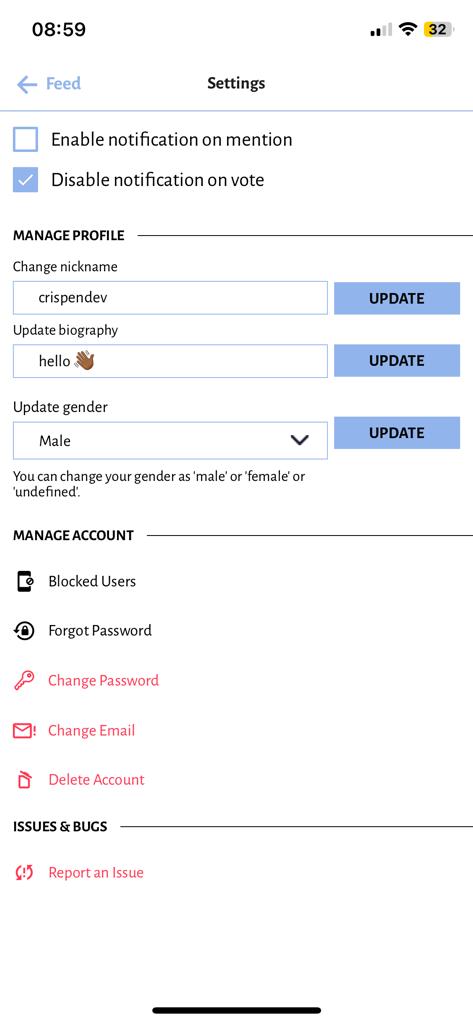 08:59
32
Feed
Settings
Enable notification on mention
Disable notification on vote
MANAGE PROFILE
Change nickname
crispendev
UPDATE
Update biography
hello 👋🏾
UPDATE
Update gender
Male
UPDATE
You can change your gender as 'male' or 'female' or
'undefined'.
MANAGE ACCOUNT
Blocked Users
Forgot Password
Change Password
Change Email
Delete Account
ISSUES & BUGS
Report an Issue